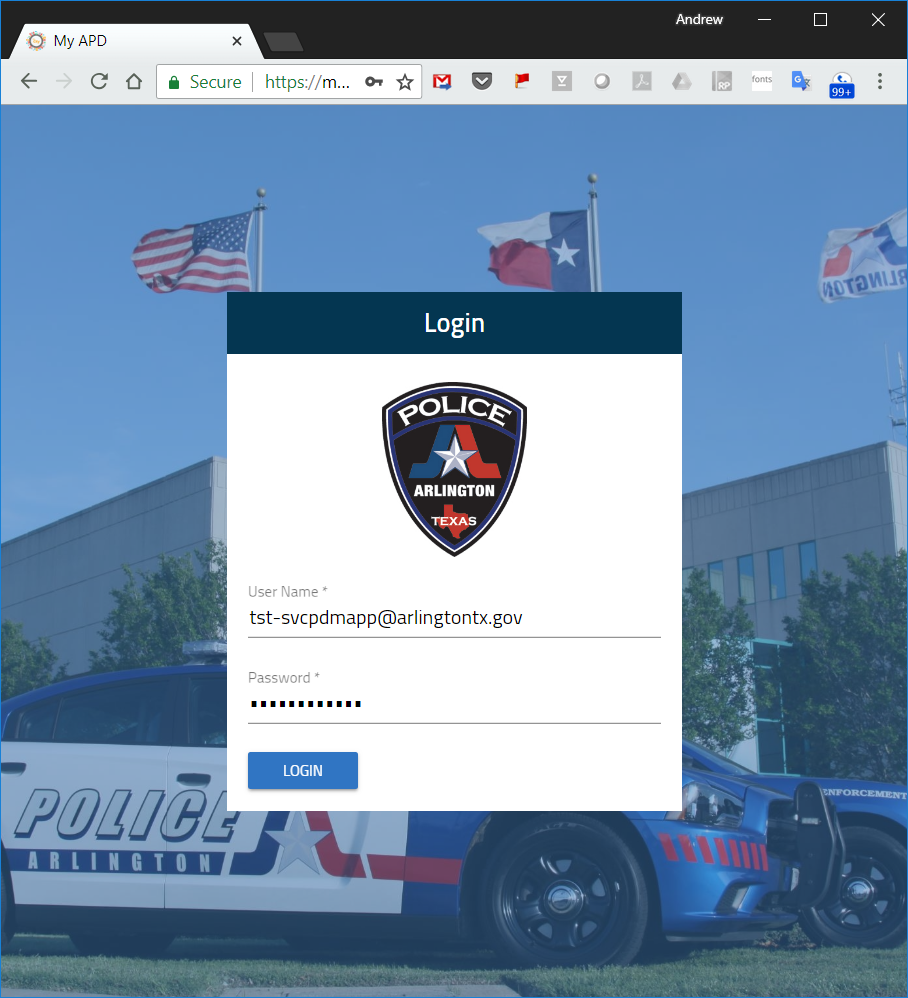 Andrew
My APD
Secure
https://m...
fonts
RP
99+
ARLINGTON
Login
POLICE
ARLINGTON
TEXAS
User Name *
tst-svcpdmapp@arlingtontx.gov
Password *
LOGIN
ENFORCEMENT
POLICE
ARLINGTON